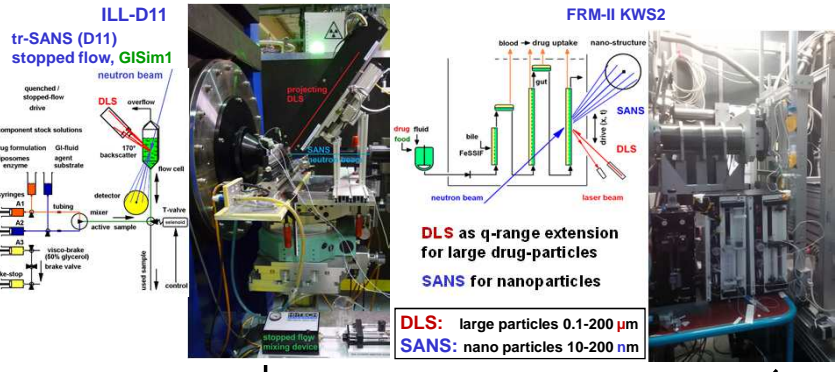 ILL-D11
tr-SANS (D11)
stopped flow, GISim1
neutron beam
quenched /
stopped-flow
drive
DLS
overflow
component stock solutions
170°
backscatter
drug formulation
GI-fluid
liposomes
agent
enzyme
substrate
flow cell
detector
syringes
tubing
mixer
T-valve
A1
solenoid
active sample
A2
A3
visco-brake
(50% glycerol)
brake valve
used sample
control
projecting
DLS
SANS
neutron beam
stopped flow
mixing device
FRM-II KWS2
blood→drug uptake
nano-structure
gut
SANS
drug
food
fluid
bile
FeSSIF
drive (x, t)
DLS
neutron beam
laser beam
DLS as q-range extension
for large drug-particles
SANS for nanoparticles
DLS: large particles 0.1-200 µm
SANS: nano particles 10-200 nm